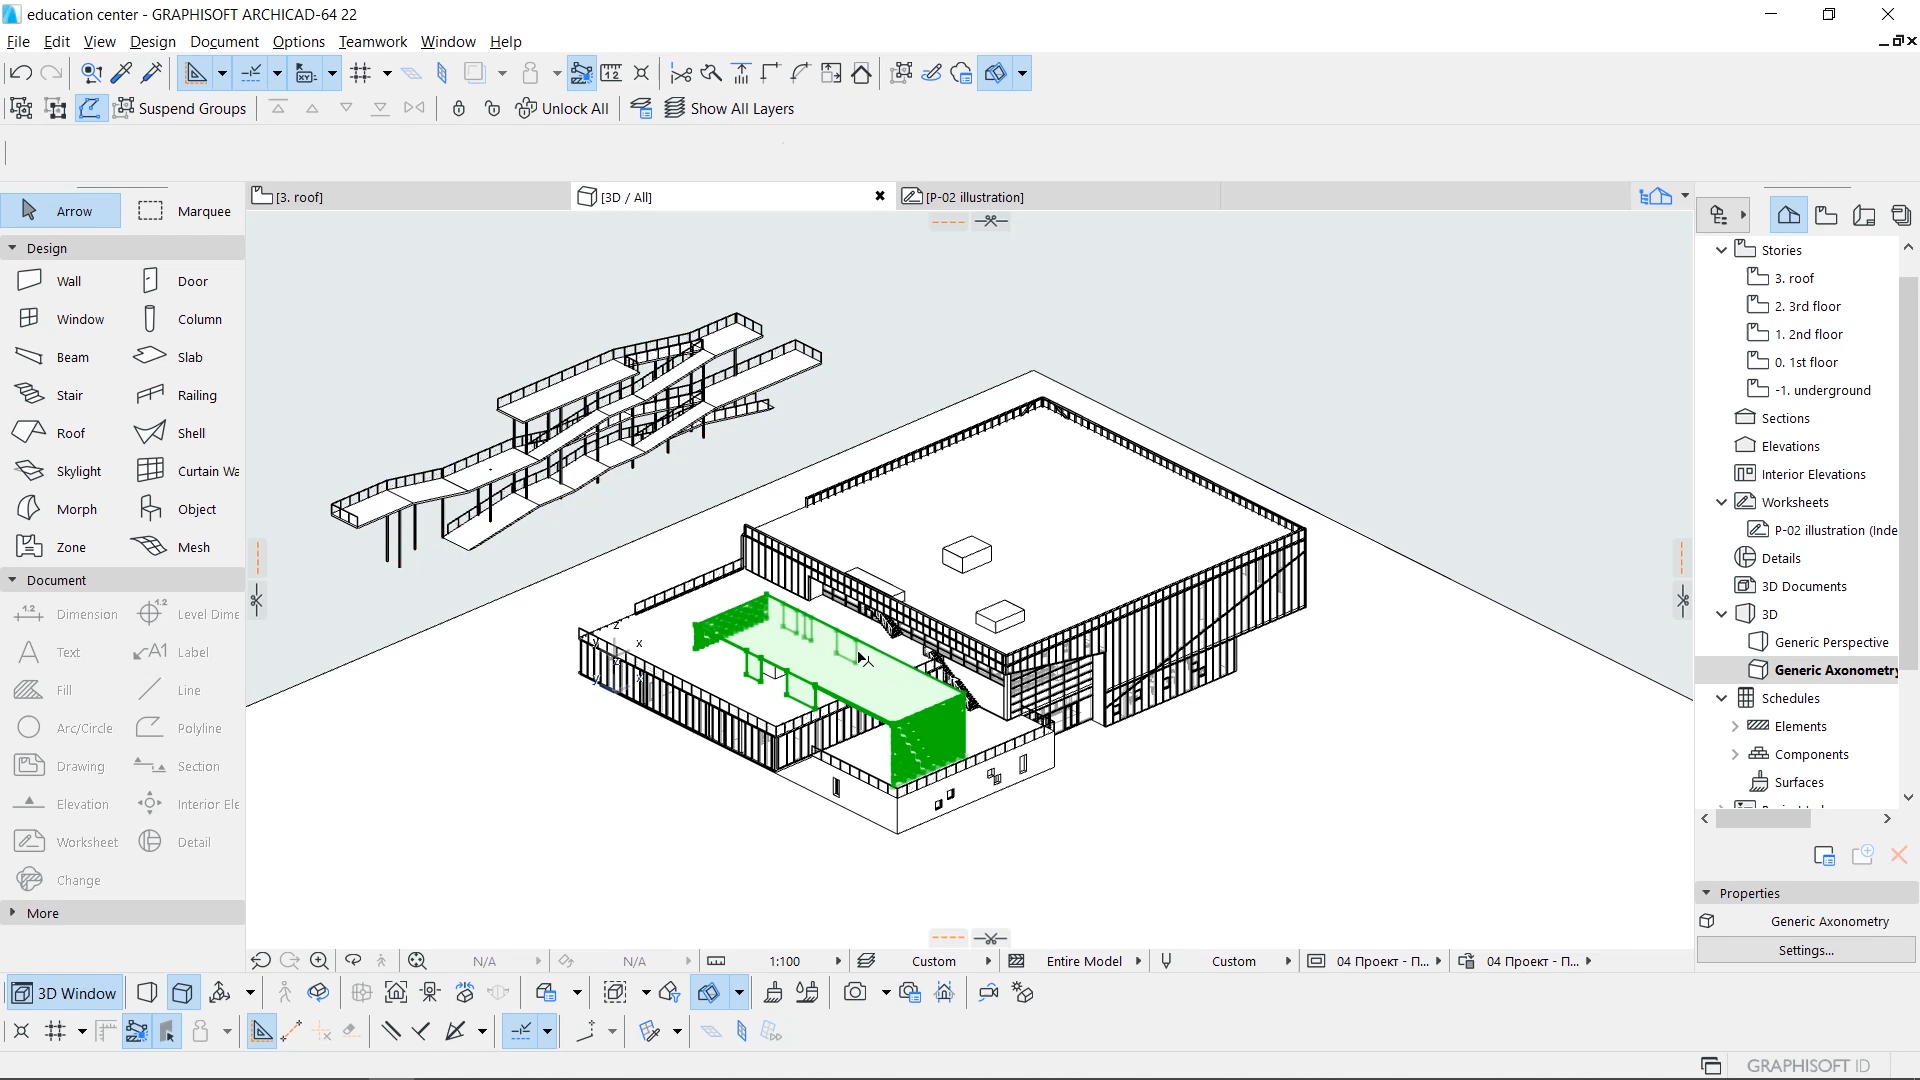 education center - GRAPHISOFT ARCHICAD-64 22
File Edit View Design Document Options Teamwork Window Help
Suspend Groups Unlock All Show All Layers
[3. roof] [3D / All] [P-02 illustration]
Arrow Marquee
Design
Wall Door
Window Column
Beam Slab
Stair Railing
Roof Shell
Skylight Curtain Wa
Morph Object
Zone Mesh
Document
Dimension Level Dime
Text Label
Fill Line
Arc/Circle Polyline
Drawing Section
Elevation Interior Ele
Worksheet Detail
Change
More
Stories
3. roof
2. 3rd floor
1. 2nd floor
0. 1st floor
-1. underground
Sections
Elevations
Interior Elevations
Worksheets
P-02 illustration (Inde
Details
3D Documents
3D
Generic Perspective
Generic Axonometry
Schedules
Elements
Components
Surfaces
Properties
Generic Axonometry
Settings...
N/A N/A 1:100 Custom Entire Model Custom 04 Проект - П... 04 Проект - П...
3D Window
GRAPHISOFT ID